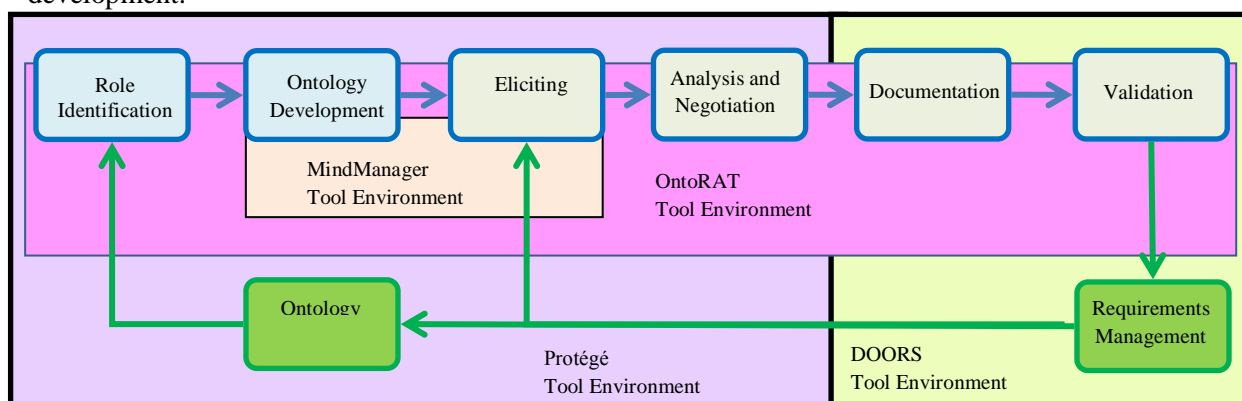 development.
Role
Identification
Ontology
Development
Eliciting
Analysis and
Negotiation
Documentation
Validation
MindManager
Tool Environment
OntoRAT
Tool Environment
Ontology
Requirements
Management
Protégé
Tool Environment
DOORS
Tool Environment